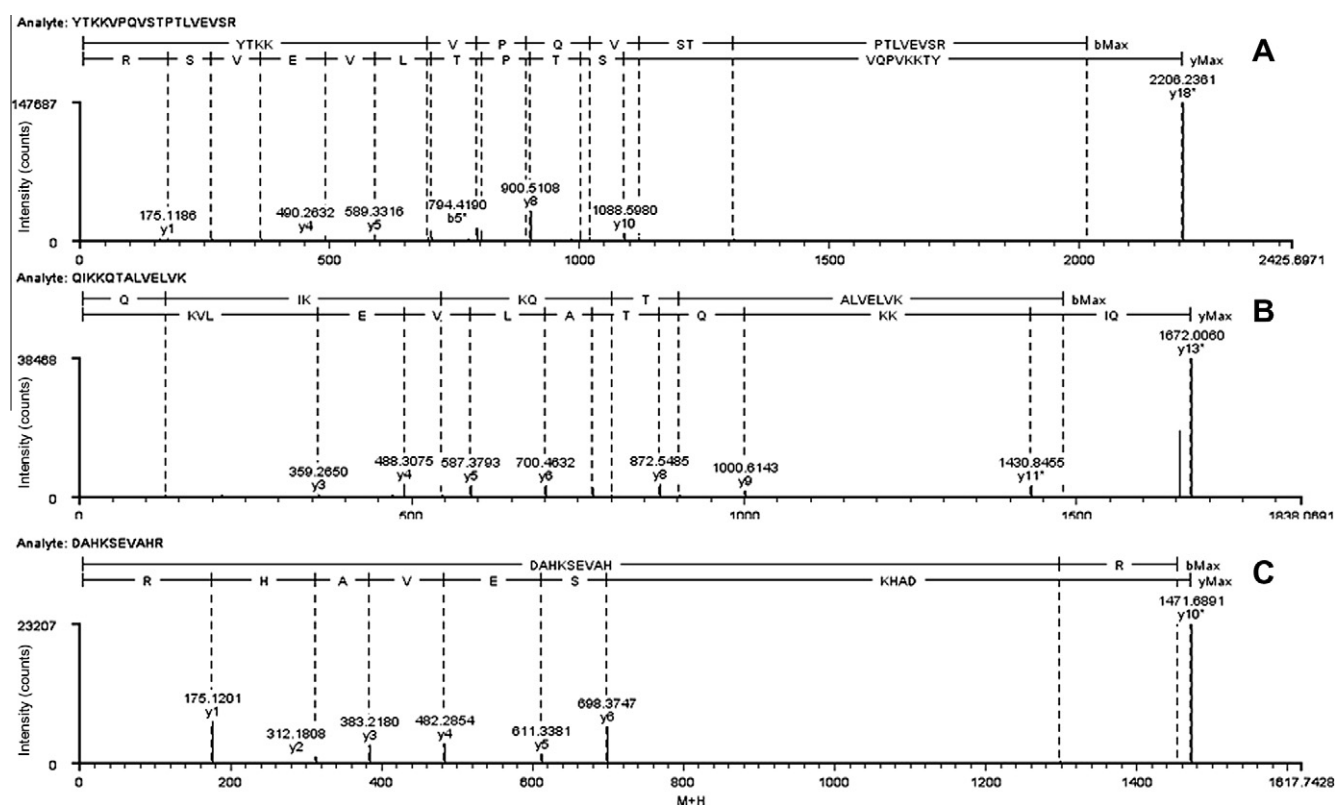 Analyte: YTKKVPQVSTPTLVEVSR
YTKK V P Q V ST PTLVEVSR bMax
R S V E V L T P T S VQPVKKTY yMax
A
2206.2361
y18*
147687
Intensity (counts)
900.5108
y8
175.1186
y1
490.2632
y4
589.3316
y5
794.4190
b5*
1088.5980
y10
0
0 500 1000 1500 2000 2425.6971
Analyte: QIKKQTALVELVK
Q IK KQ T ALVELVK bMax
KVL E V L A T Q KK IQ yMax
B
1672.0060
y13*
38468
Intensity (counts)
359.2650
y3
488.3075
y4
587.3793
y5
700.4632
y6
872.5485
y8
1000.6143
y9
1430.8455
y11*
0
0 500 1000 1500 1838.0691
Analyte: DAHKSEVAHR
DAHKSEVAH R bMax
R H A V E S KHAD yMax
C
1471.6891
y10*
23207
Intensity (counts)
175.1201
y1
312.1808
y2
383.2180
y3
482.2854
y4
611.3381
y5
698.3747
y6
0
0 200 400 600 800 1000 1200 1400 1617.7428
M+H